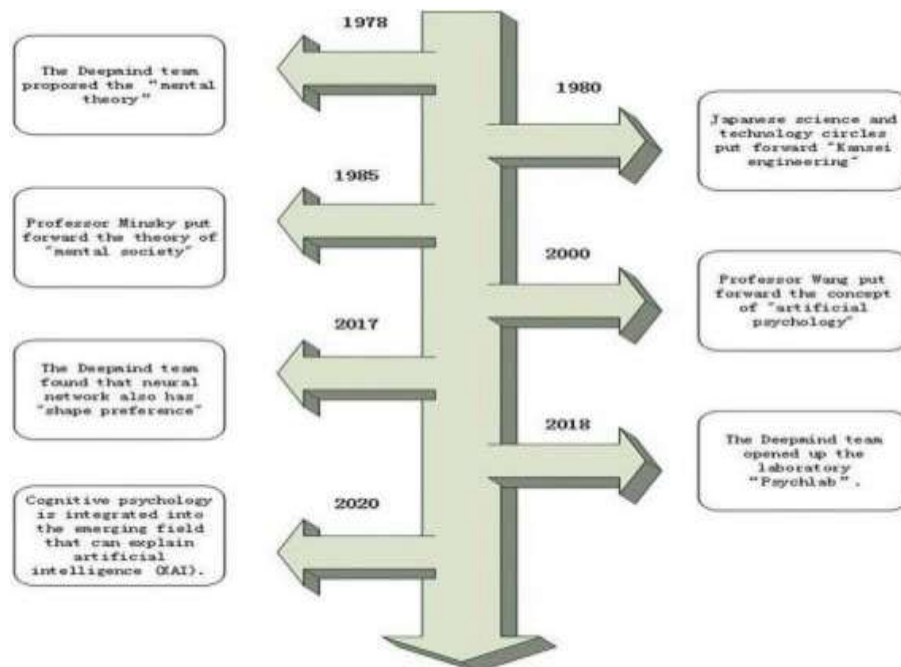 1978
The Deepmind team
proposed the "mental
theory"
1980
Japanese science and
technology circles
put forward "Kansei
engineering"
1985
Professor Minsky put
forward the theory of
"mental society"
2000
Professor Wang put
forward the concept
of "artificial
psychology"
2017
The Deepmind team
found that neural
network also has
"shape preference"
2018
The Deepmind team
opened up the
laboratory
"Psychlab".
2020
Cognitive psychology
is integrated into
the emerging field
that can explain
artificial
intelligence (XAI).